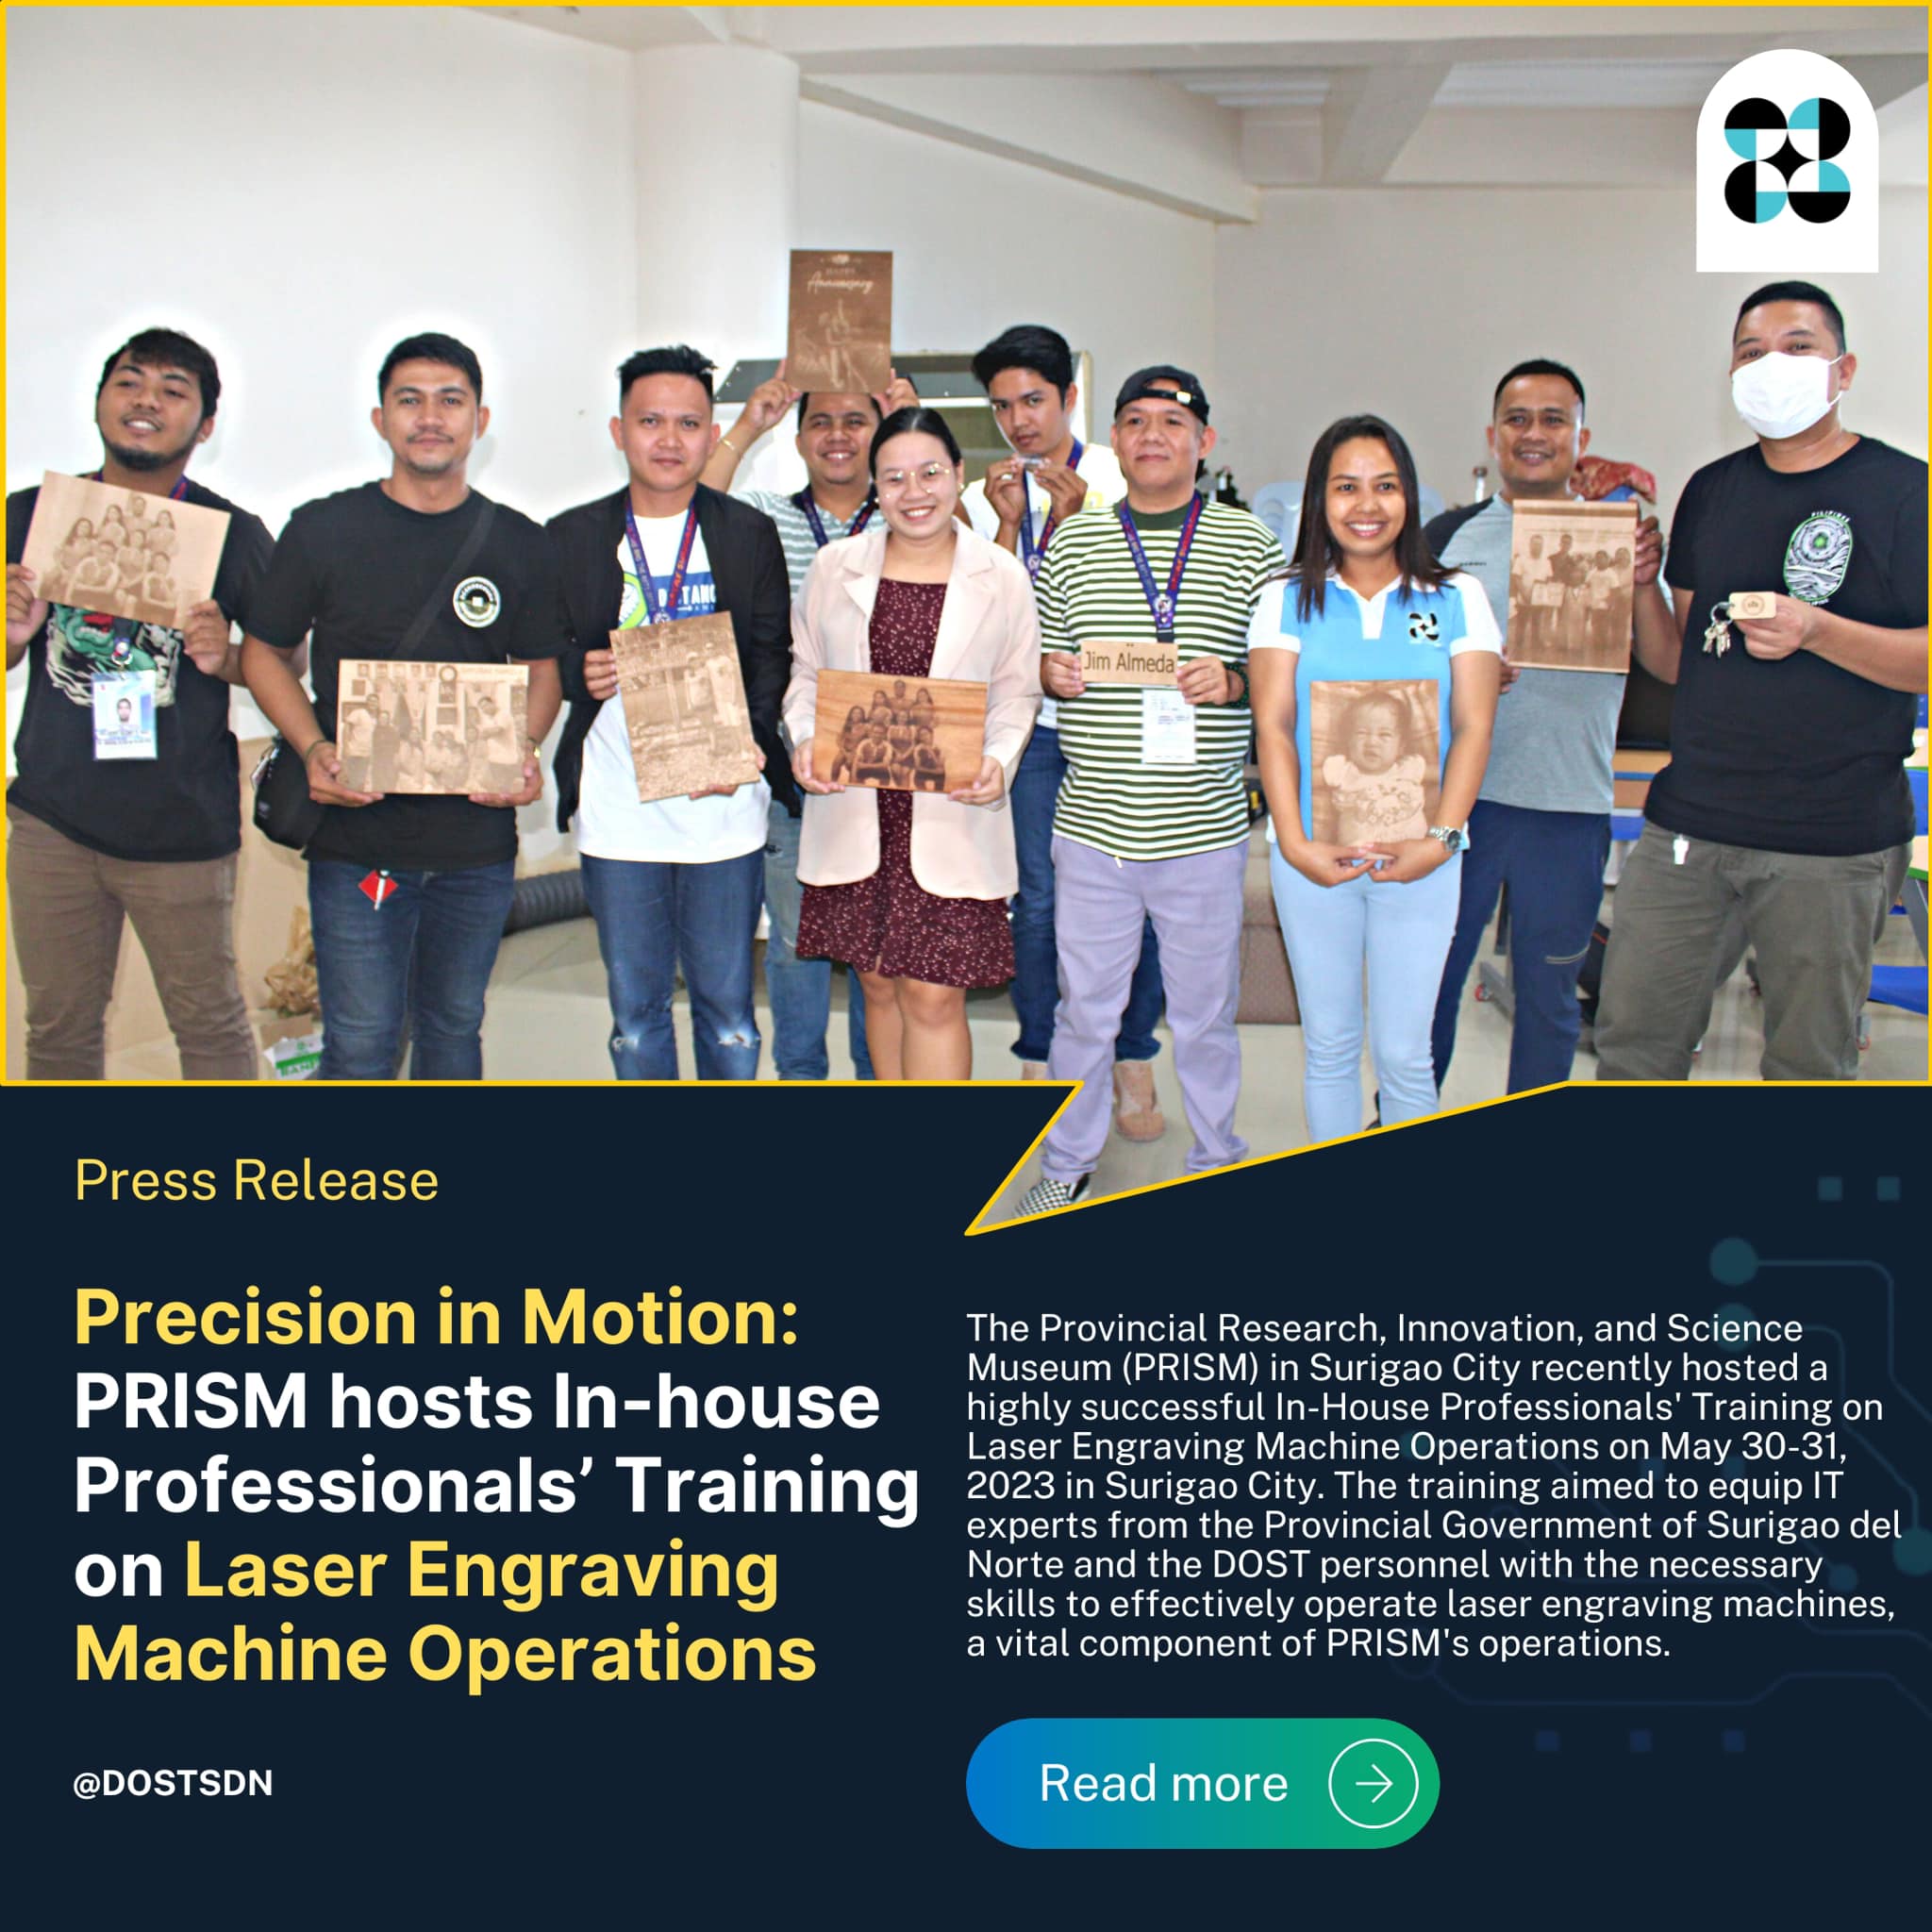 Anniversary
Jim Almeda
PILIPINAS
Press Release
Precision in Motion:
PRISM hosts In-house
Professionals’ Training
on Laser Engraving
Machine Operations
@DOSTSDN
The Provincial Research, Innovation, and Science
Museum (PRISM) in Surigao City recently hosted a
highly successful In-House Professionals' Training on
Laser Engraving Machine Operations on May 30-31,
2023 in Surigao City. The training aimed to equip IT
experts from the Provincial Government of Surigao del
Norte and the DOST personnel with the necessary
skills to effectively operate laser engraving machines,
a vital component of PRISM's operations.
Read more